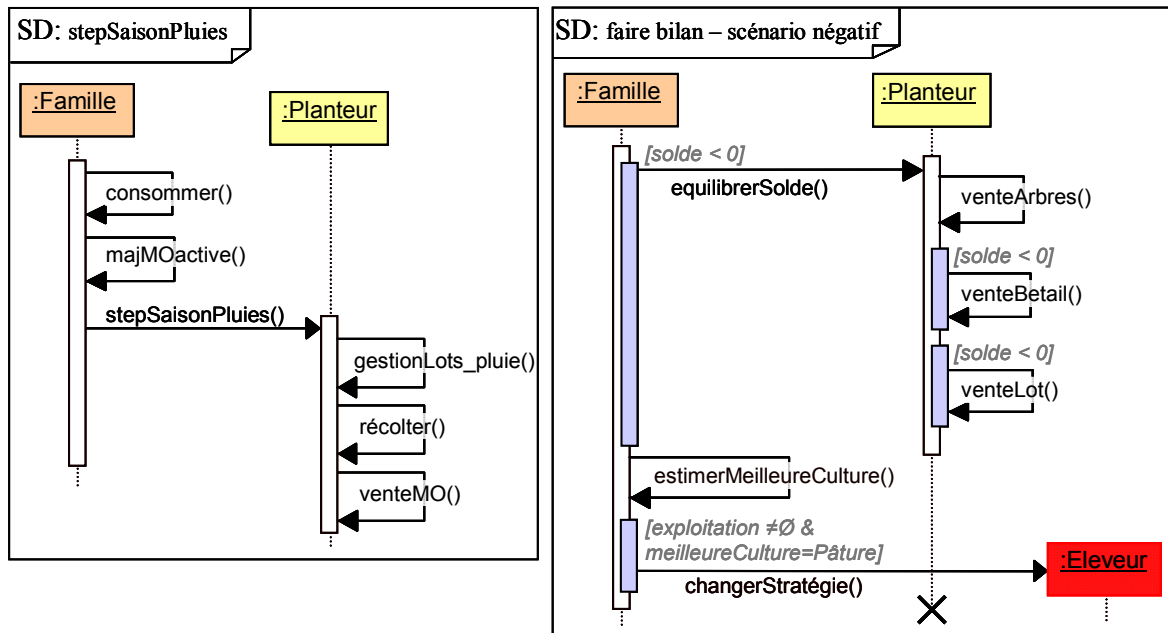 SD: stepSaisonPluies
:Famille
:Planteur
consommer()
majMOactive()
stepSaisonPluies()
gestionLots_pluie()
récolter()
venteMO()
SD: faire bilan – scénario négatif
:Famille
:Planteur
[solde < 0]
equilibrerSolde()
venteArbres()
[solde < 0]
venteBetail()
[solde < 0]
venteLot()
estimerMeilleureCulture()
[exploitation ≠Ø &
meilleureCulture=Pâture]
changerStratégie()
:Eleveur